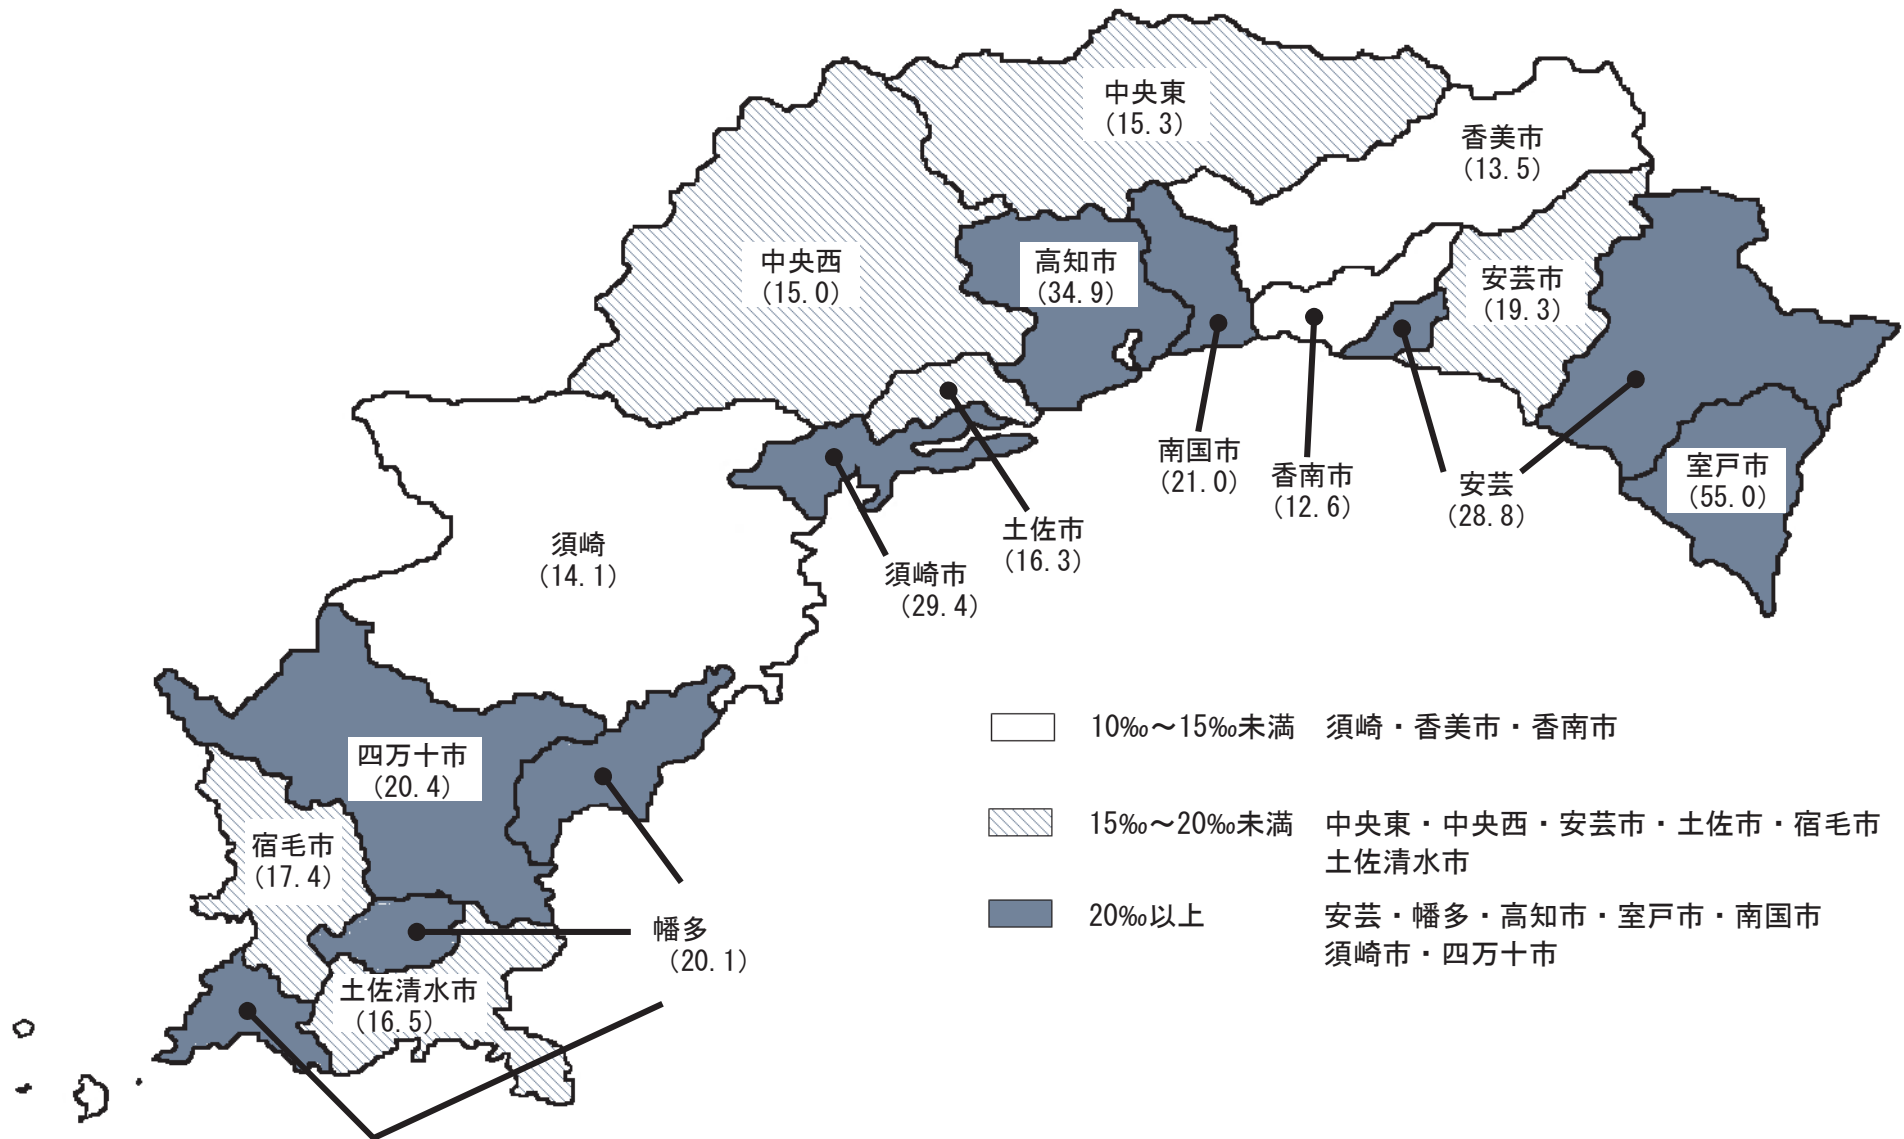 中央東
(15.3)
香美市
(13.5)
中央西
(15.0)
高知市
(34.9)
安芸市
(19.3)
南国市
(21.0)
香南市
(12.6)
安芸
(28.8)
室戸市
(55.0)
土佐市
(16.3)
須崎市
(29.4)
須崎
(14.1)
四万十市
(20.4)
宿毛市
(17.4)
幡多
(20.1)
土佐清水市
(16.5)
10‰～15‰未満 須崎・香美市・香南市
15‰～20‰未満 中央東・中央西・安芸市・土佐市・宿毛市
土佐清水市
20‰以上 安芸・幡多・高知市・室戸市・南国市
須崎市・四万十市